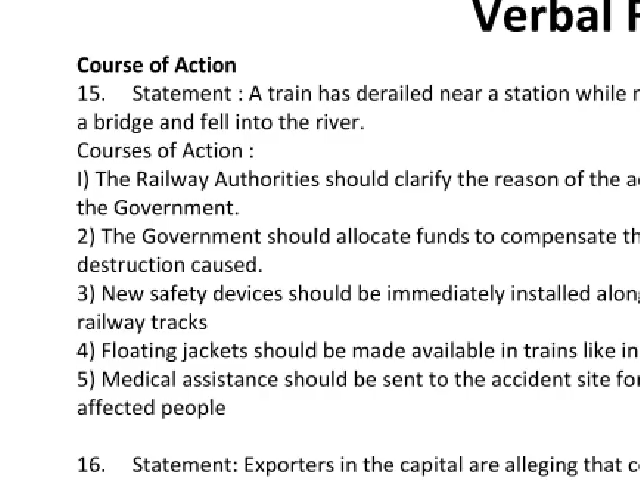 Verbal
Course of Action
15. Statement : A train has derailed near a station while
a bridge and fell into the river.
Courses of Action :
I) The Railway Authorities should clarify the reason of the
the Government.
2) The Government should allocate funds to compensate
destruction caused.
3) New safety devices should be immediately installed
railway tracks
4) Floating jackets should be made available in trains like in
5) Medical assistance should be sent to the accident site for
affected people
16. Statement: Exporters in the capital are alleging that